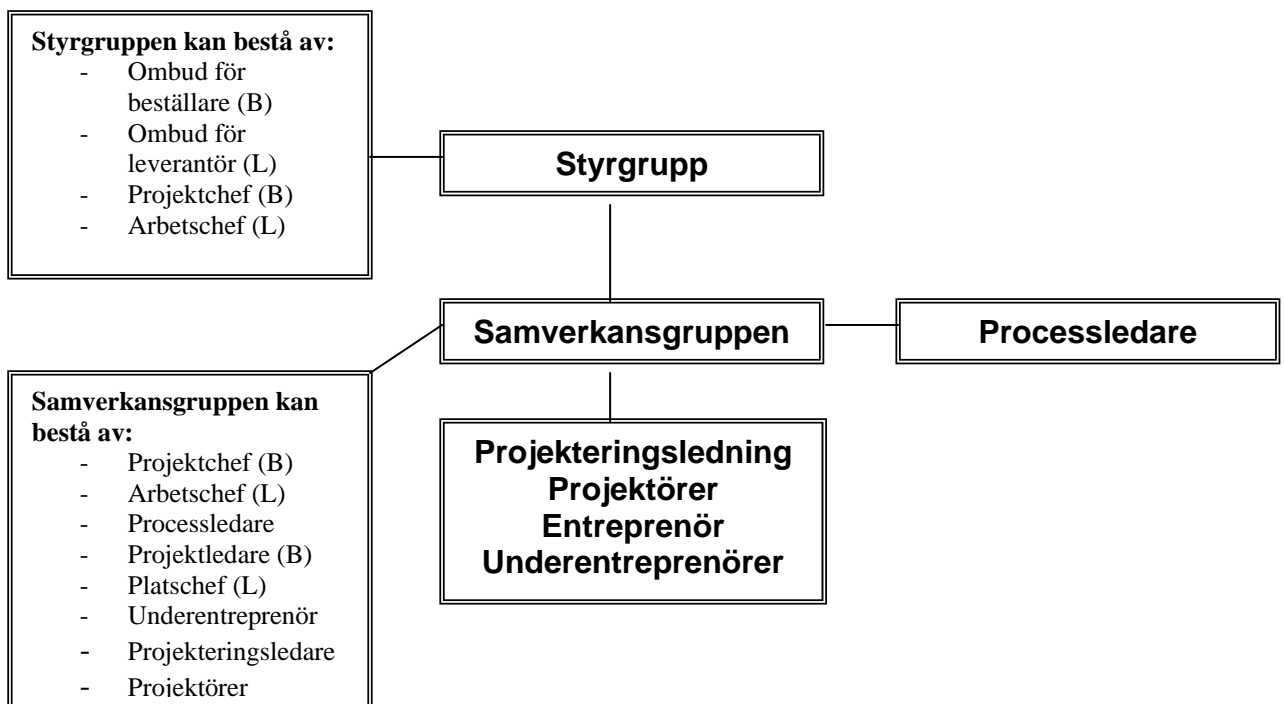 Styrgruppen kan bestå av:
- Ombud för
beställare (B)
- Ombud för
leverantör (L)
- Projektchef (B)
- Arbetschef (L)
Styrgrupp
Samverkansgruppen
Processledare
Samverkansgruppen kan
bestå av:
- Projektchef (B)
- Arbetschef (L)
- Processledare
- Projektledare (B)
- Platschef (L)
- Underentreprenör
- Projekteringsledare
- Projektörer
Projekteringsledning
Projektörer
Entreprenör
Underentreprenörer